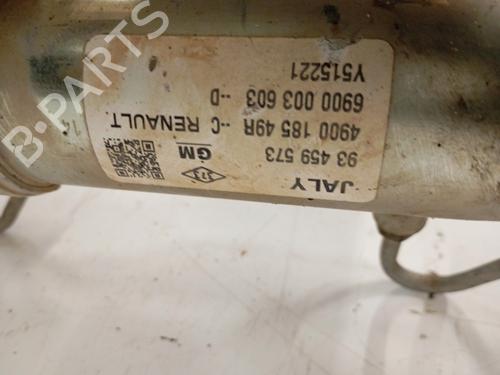 JALY
93 459 573 GM
4900 185 49R --C RENAULT
6900 003 603 --D
Y515221
B-PARTS